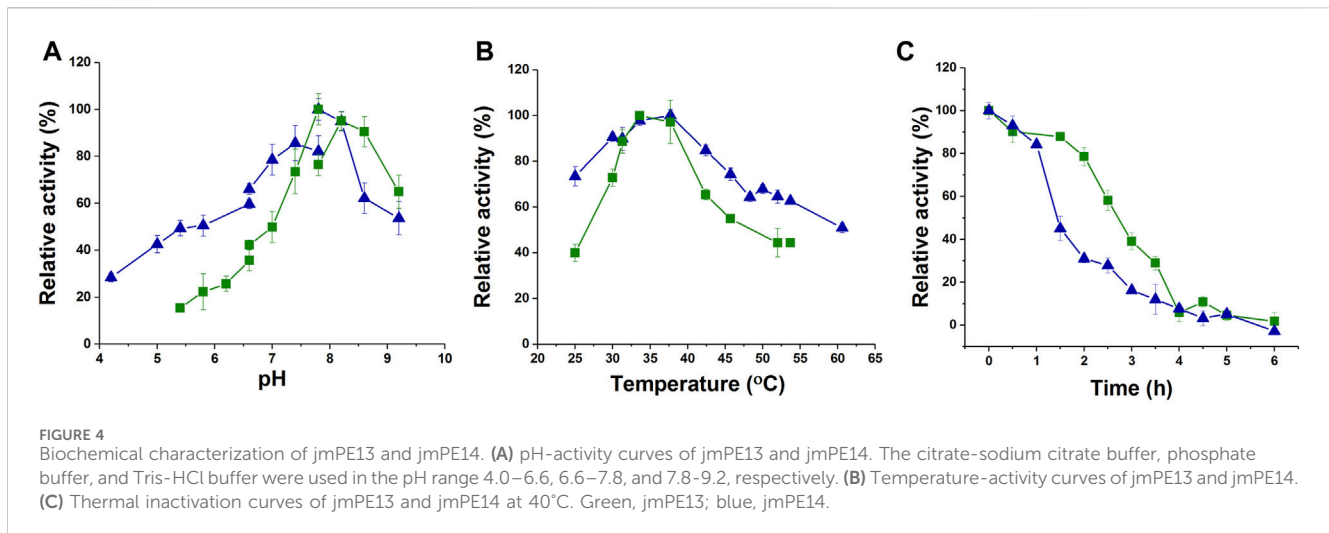 A
B
C
120
100
80
60
40
20
0
Relative activity (%)
4 5 6 7 8 9 10
pH
120
100
80
60
40
20
0
Relative activity (%)
20 25 30 35 40 45 50 55 60 65
Temperature (°C)
120
100
80
60
40
20
0
Relative activity (%)
0 1 2 3 4 5 6
Time (h)
FIGURE 4
Biochemical characterization of jmPE13 and jmPE14. (A) pH-activity curves of jmPE13 and jmPE14. The citrate-sodium citrate buffer, phosphate
buffer, and Tris-HCl buffer were used in the pH range 4.0–6.6, 6.6–7.8, and 7.8-9.2, respectively. (B) Temperature-activity curves of jmPE13 and jmPE14.
(C) Thermal inactivation curves of jmPE13 and jmPE14 at 40°C. Green, jmPE13; blue, jmPE14.